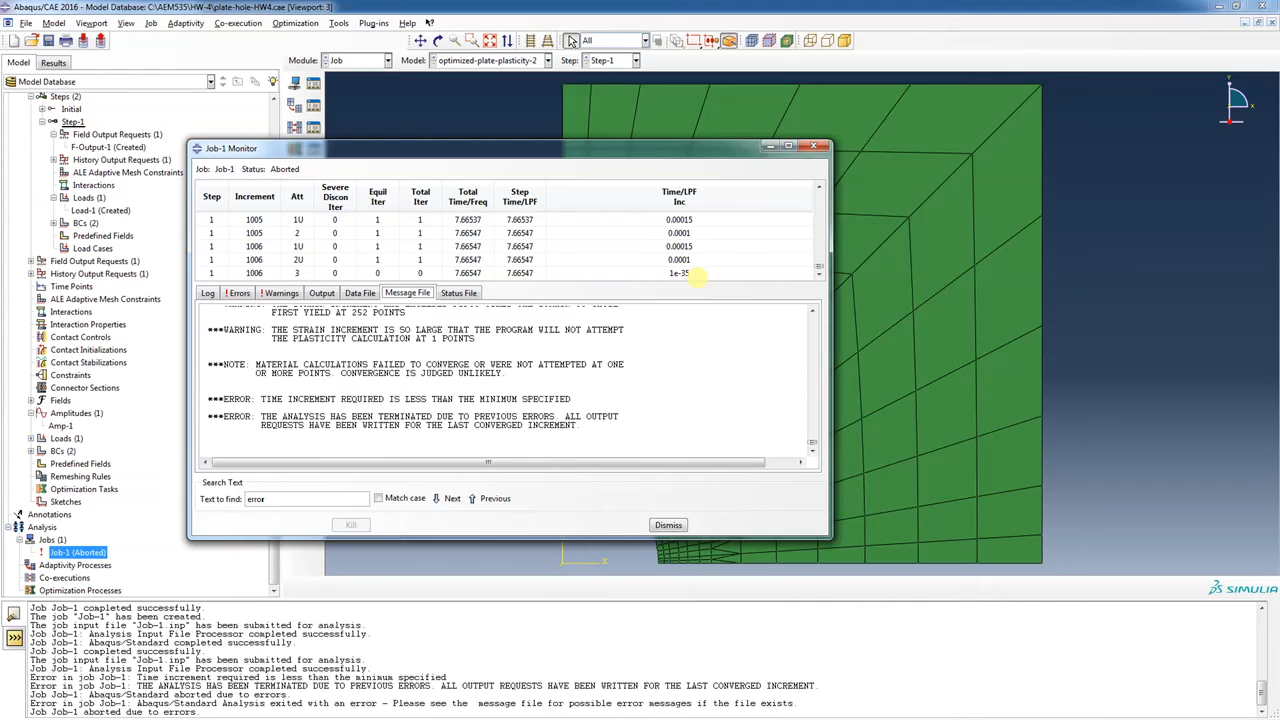 Abaqus/CAE 2016 - Model Database: C:\AEM535\HW-4\plate-hole-HW4.cae [Viewport: 3]
File Model Viewport View Job Adaptivity Co-execution Optimization Tools Plug-ins Help
All
Model Results
Module: Job Model: optimized-plate-plasticity-2 Step: Step-1
Model Database
Steps (2)
Initial
Step-1
Field Output Requests (1)
F-Output-1 (Created)
History Output Requests (1)
ALE Adaptive Mesh Constraints
Interactions
Loads (1)
Load-1 (Created)
BCs (2)
Predefined Fields
Load Cases
Field Output Requests (1)
History Output Requests (1)
Time Points
ALE Adaptive Mesh Constraints
Interactions
Interaction Properties
Contact Controls
Contact Initializations
Contact Stabilizations
Constraints
Connector Sections
Fields
Amplitudes (1)
Amp-1
Loads (1)
BCs (2)
Predefined Fields
Remeshing Rules
Optimization Tasks
Sketches
Annotations
Analysis
Jobs (1)
Job-1 (Aborted)
Adaptivity Processes
Co-executions
Optimization Processes
Job-1 Monitor
Job: Job-1 Status: Aborted
Step Increment Att Severe Discon Iter Equil Iter Total Iter Total Time/Freq Step Time/LPF Time/LPF Inc
1 1005 1U 0 1 1 7.66537 7.66537 0.00015
1 1005 2 0 1 1 7.66547 7.66547 0.0001
1 1006 1U 0 1 1 7.66547 7.66547 0.00015
1 1006 2U 0 1 1 7.66547 7.66547 0.0001
1 1006 3 0 0 0 7.66547 7.66547 1e-35
Log ! Errors ! Warnings Output Data File Message File Status File
FIRST YIELD AT 252 POINTS
***WARNING: THE STRAIN INCREMENT IS SO LARGE THAT THE PROGRAM WILL NOT ATTEMPT
THE PLASTICITY CALCULATION AT 1 POINTS
***NOTE: MATERIAL CALCULATIONS FAILED TO CONVERGE OR WERE NOT ATTEMPTED AT ONE
OR MORE POINTS. CONVERGENCE IS JUDGED UNLIKELY.
***ERROR: TIME INCREMENT REQUIRED IS LESS THAN THE MINIMUM SPECIFIED
***ERROR: THE ANALYSIS HAS BEEN TERMINATED DUE TO PREVIOUS ERRORS. ALL OUTPUT
REQUESTS HAVE BEEN WRITTEN FOR THE LAST CONVERGED INCREMENT.
Search Text
Text to find: error Match case Next Previous
Kill Dismiss
Y
X
X
SIMULIA
Job Job-1 completed successfully.
The job "Job-1" has been created.
The job input file "Job-1.inp" has been submitted for analysis.
Job Job-1: Analysis Input File Processor completed successfully.
Job Job-1: Abaqus/Standard completed successfully.
Job Job-1 completed successfully.
The job input file "Job-1.inp" has been submitted for analysis.
Job Job-1: Analysis Input File Processor completed successfully.
Error in job Job-1: Time increment required is less than the minimum specified
Error in job Job-1: THE ANALYSIS HAS BEEN TERMINATED DUE TO PREVIOUS ERRORS. ALL OUTPUT REQUESTS HAVE BEEN WRITTEN FOR THE LAST CONVERGED INCREMENT.
Job Job-1: Abaqus/Standard aborted due to errors.
Error in job Job-1: Abaqus/Standard Analysis exited with an error - Please see the message file for possible error messages if the file exists.
Job Job-1 aborted due to errors.